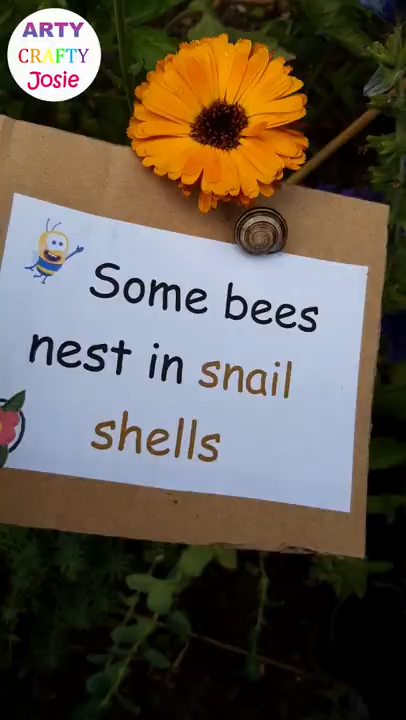 ARTY
CRAFTY
Josie
Some bees
nest in snail
shells